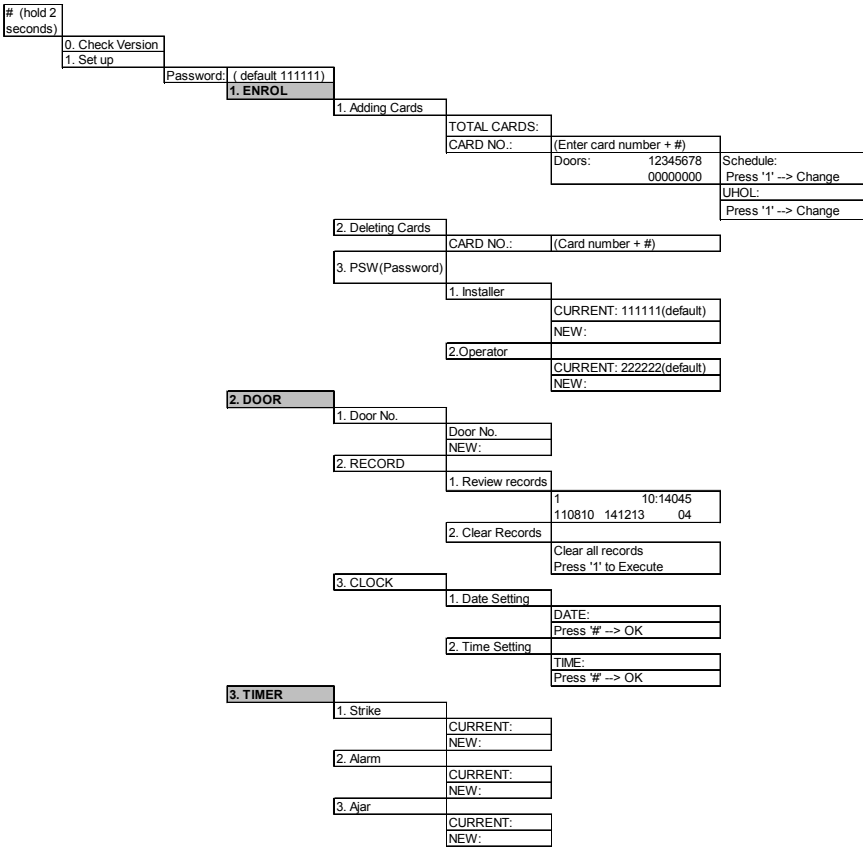 # (hold 2
seconds)
0. Check Version
1. Set up
Password: ( default 111111)
1. ENROL
1. Adding Cards
TOTAL CARDS:
CARD NO.: (Enter card number + #)
Doors: 12345678 Schedule:
00000000 Press '1' --> Change
UHOL:
Press '1' --> Change
2. Deleting Cards
CARD NO.: (Card number + #)
3. PSW(Password)
1. Installer
CURRENT: 111111(default)
NEW:
2.Operator
CURRENT: 222222(default)
NEW:
2. DOOR
1. Door No.
Door No.
NEW:
2. RECORD
1. Review records
1 10:14045
110810 141213 04
2. Clear Records
Clear all records
Press '1' to Execute
3. CLOCK
1. Date Setting
DATE:
Press '#' --> OK
2. Time Setting
TIME:
Press '#' --> OK
3. TIMER
1. Strike
CURRENT:
NEW:
2. Alarm
CURRENT:
NEW:
3. Ajar
CURRENT:
NEW: